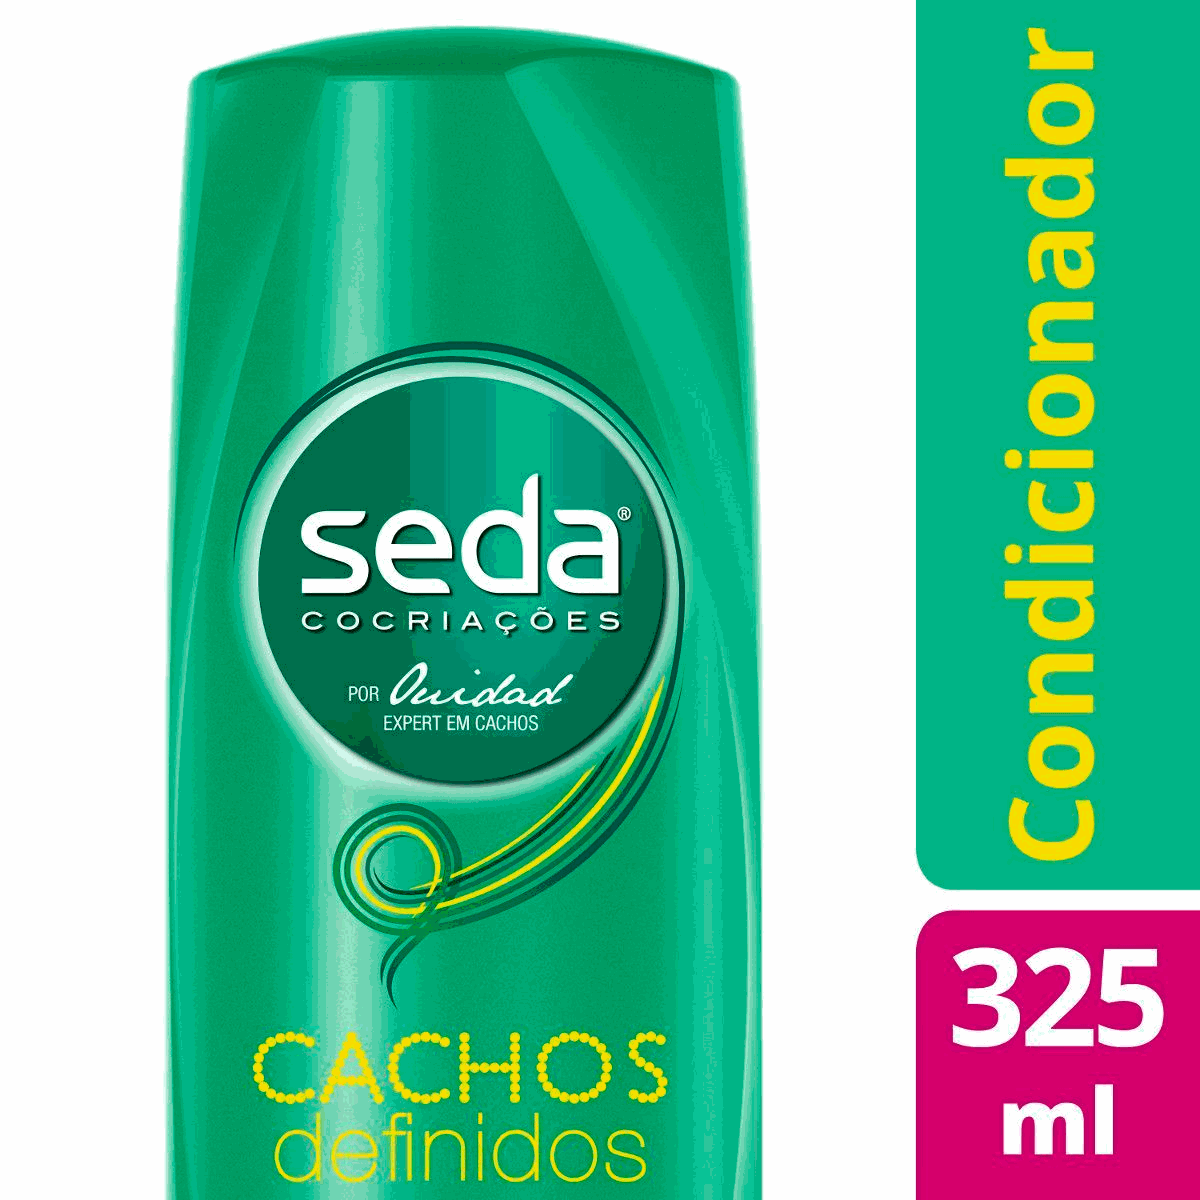 seda®
COCRIAÇÕES
POR Ouidad
EXPERT EM CACHOS
CACHOS
definidos
Condicionador
325
ml